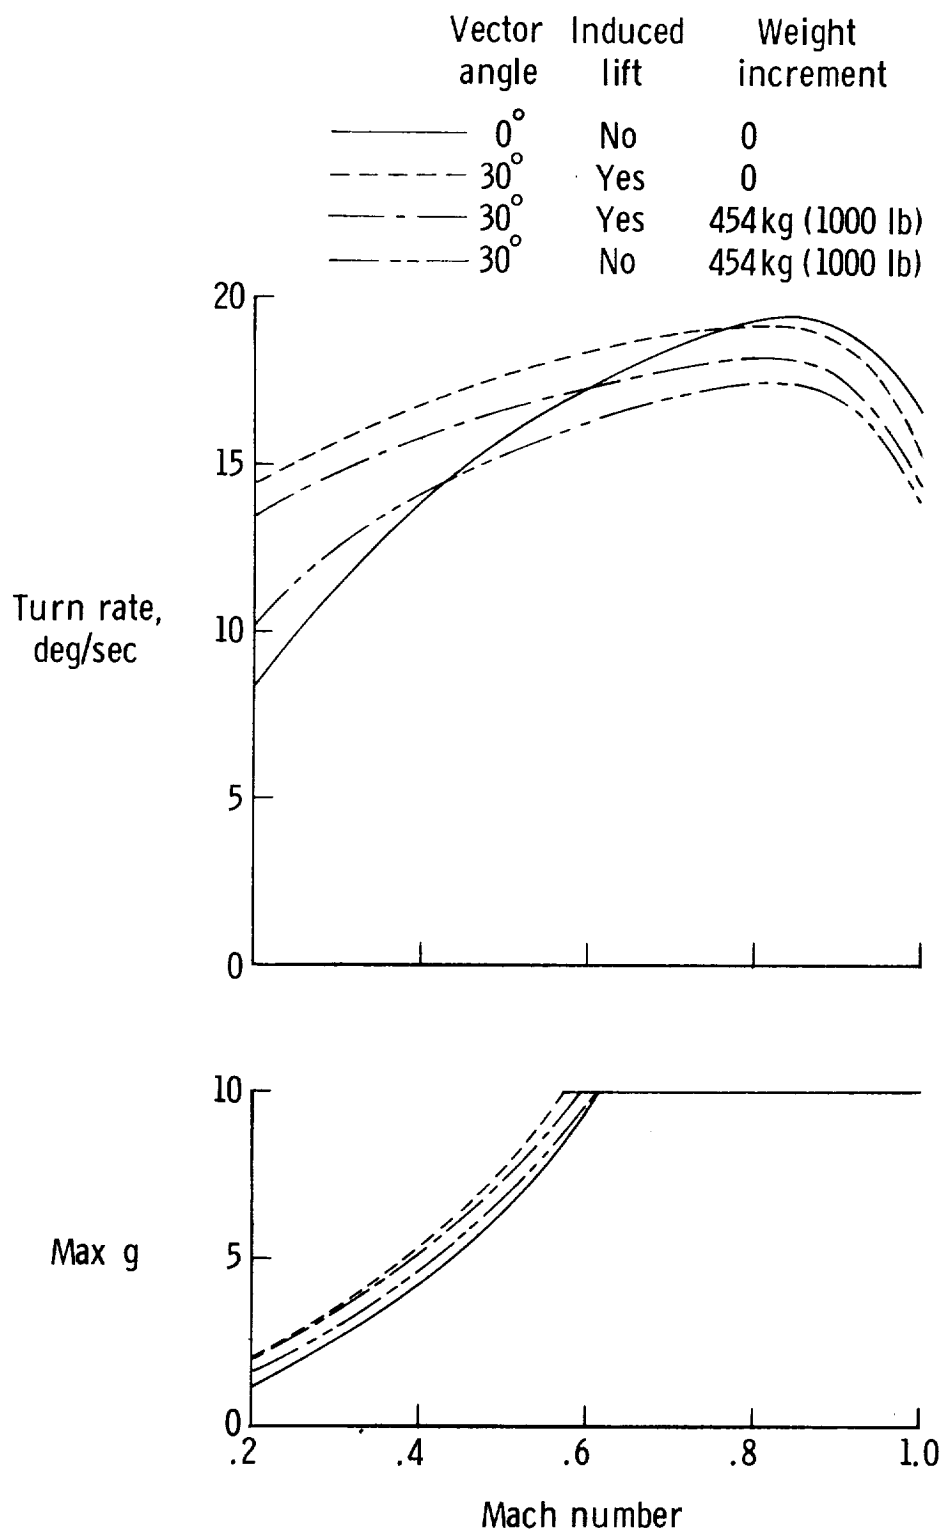 Vector Induced Weight
angle lift increment
0° No 0
30° Yes 0
30° Yes 454 kg (1000 lb)
30° No 454 kg (1000 lb)
20
15
Turn rate,
deg/sec
10
5
0
10
Max g
5
0
.2 .4 .6 .8 1.0
Mach number